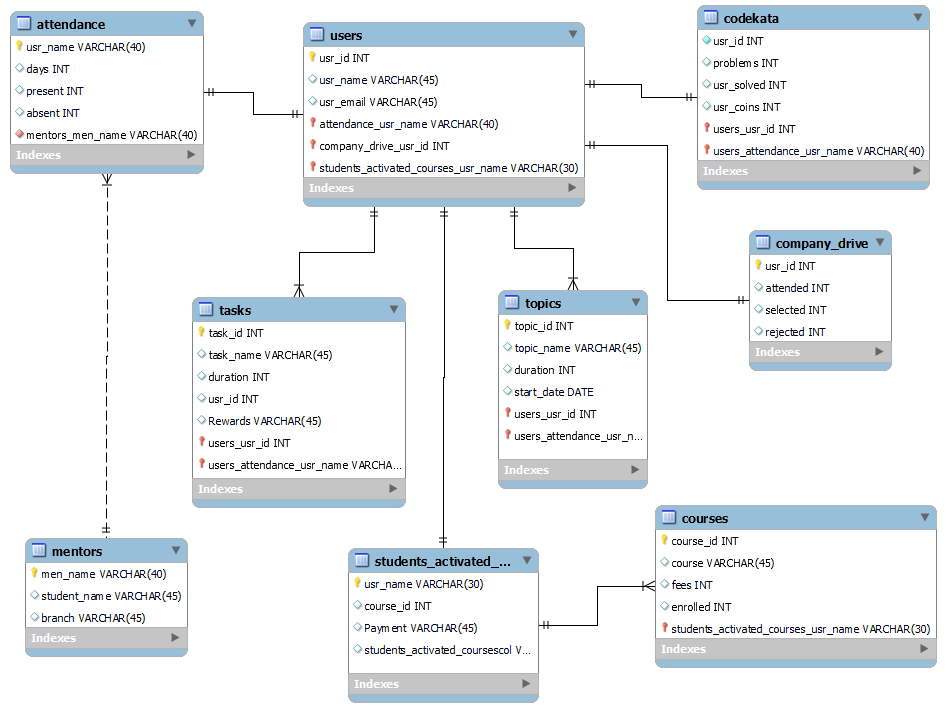 attendance
usr_name VARCHAR(40)
days INT
present INT
absent INT
mentors_men_name VARCHAR(40)
Indexes
users
usr_id INT
usr_name VARCHAR(45)
usr_email VARCHAR(45)
attendance_usr_name VARCHAR(40)
company_drive_usr_id INT
students_activated_courses_usr_name VARCHAR(30)
Indexes
codekata
usr_id INT
problems INT
usr_solved INT
usr_coins INT
users_usr_id INT
users_attendance_usr_name VARCHAR(40)
Indexes
company_drive
usr_id INT
attended INT
selected INT
rejected INT
Indexes
tasks
task_id INT
task_name VARCHAR(45)
duration INT
usr_id INT
Rewards VARCHAR(45)
users_usr_id INT
users_attendance_usr_name VARCHA...
Indexes
topics
topic_id INT
topic_name VARCHAR(45)
duration INT
start_date DATE
users_usr_id INT
users_attendance_usr_n...
Indexes
mentors
men_name VARCHAR(40)
student_name VARCHAR(45)
branch VARCHAR(45)
Indexes
students_activated_...
usr_name VARCHAR(30)
course_id INT
Payment VARCHAR(45)
students_activated_coursescol V...
Indexes
courses
course_id INT
course VARCHAR(45)
fees INT
enrolled INT
students_activated_courses_usr_name VARCHAR(30)
Indexes